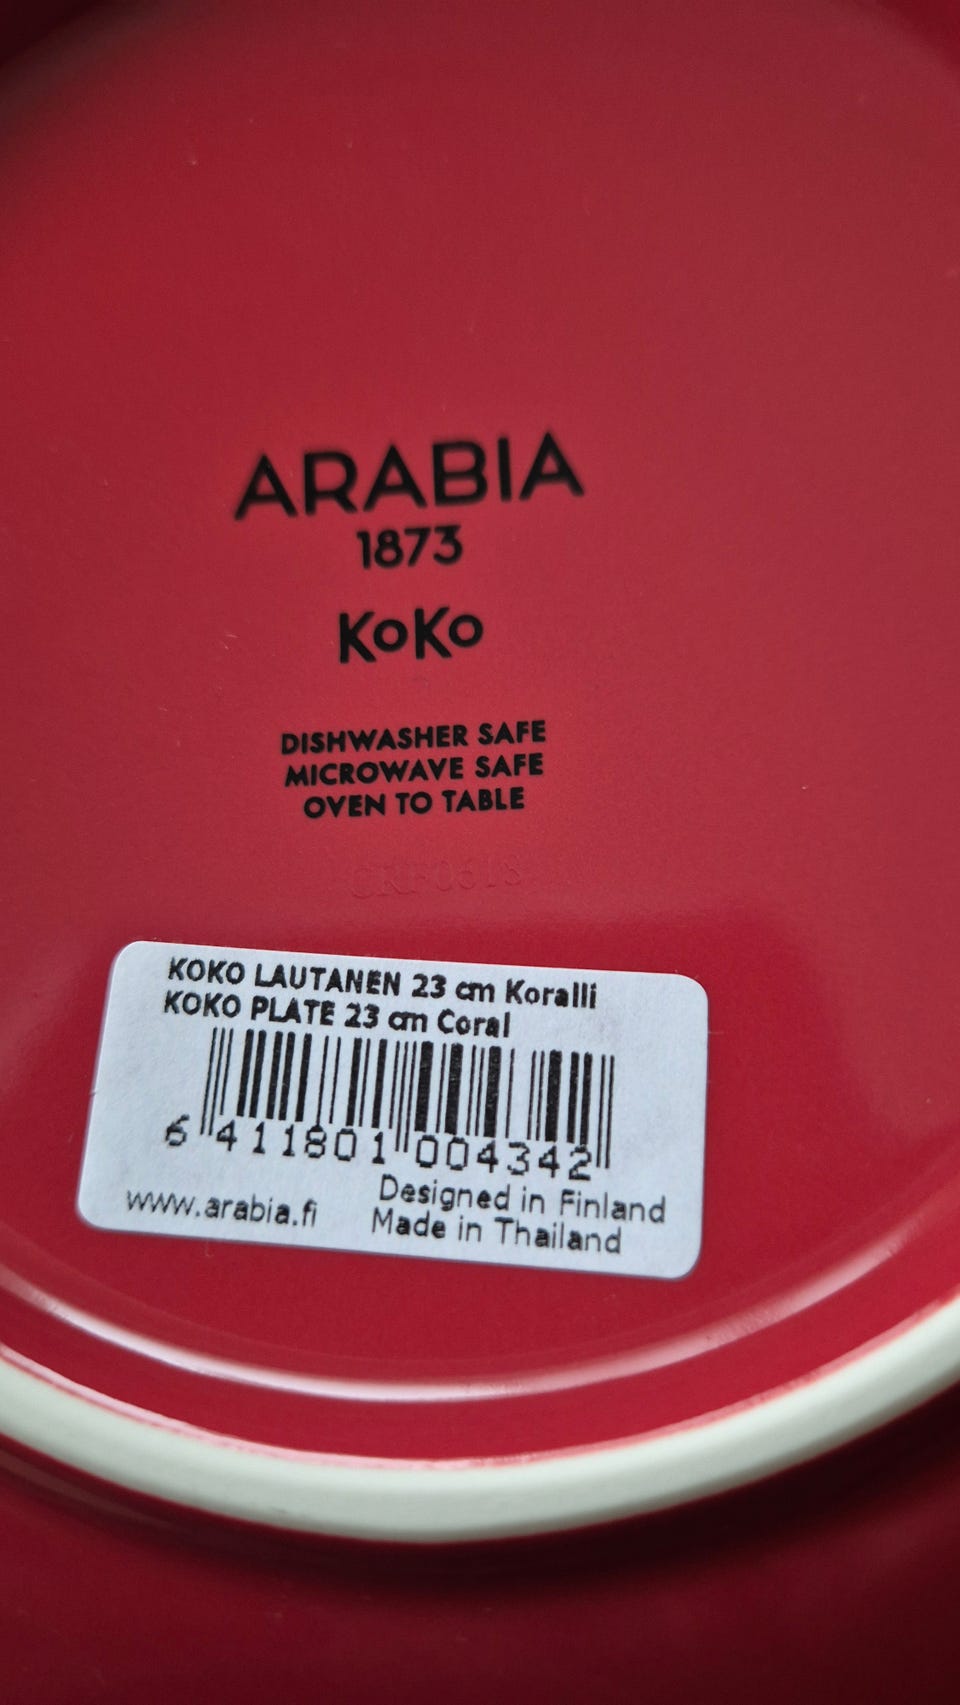 ARABIA
1873
KoKo
DISHWASHER SAFE
MICROWAVE SAFE
OVEN TO TABLE
KOKO LAUTANEN 23 cm Koralli
KOKO PLATE 23 cm Coral
6 411801 004342
Designed in Finland
www.arabia.fi Made in Thailand